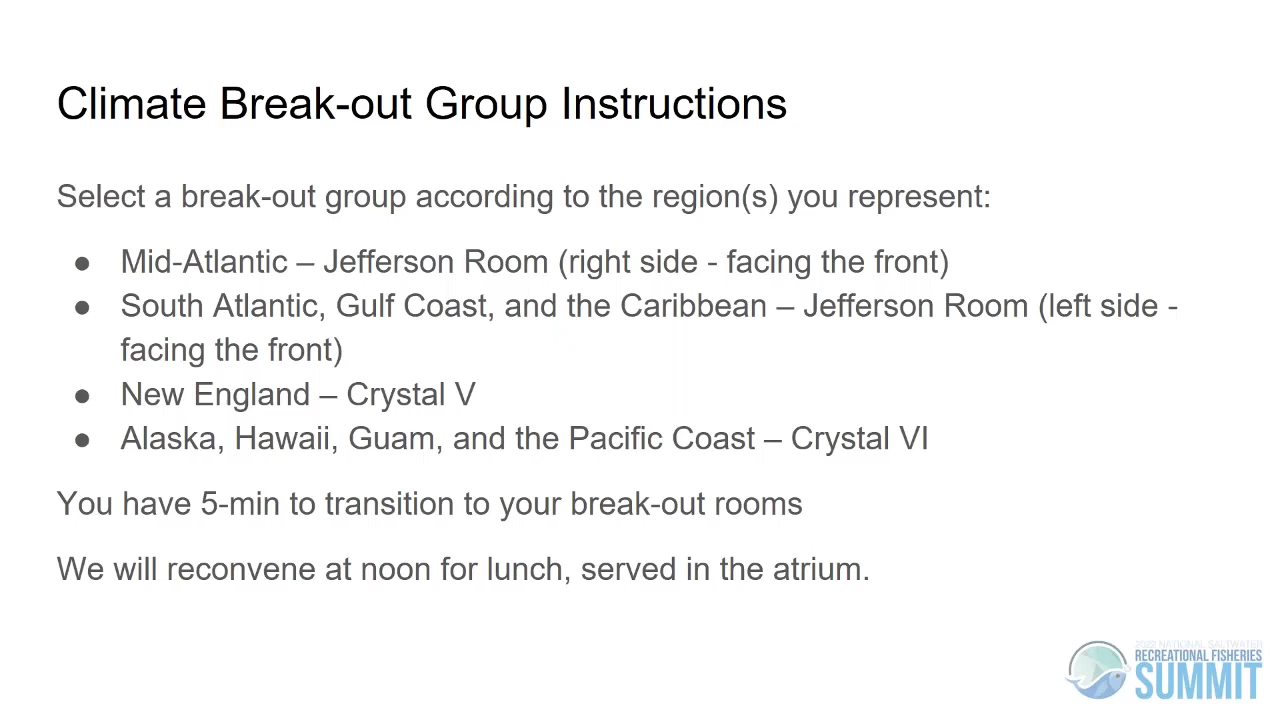 Climate Break-out Group Instructions
Select a break-out group according to the region(s) you represent:
● Mid-Atlantic – Jefferson Room (right side - facing the front)
● South Atlantic, Gulf Coast, and the Caribbean – Jefferson Room (left side -
facing the front)
● New England – Crystal V
● Alaska, Hawaii, Guam, and the Pacific Coast – Crystal VI
You have 5-min to transition to your break-out rooms
We will reconvene at noon for lunch, served in the atrium.
2022 NATIONAL SALTWATER
RECREATIONAL FISHERIES
SUMMIT